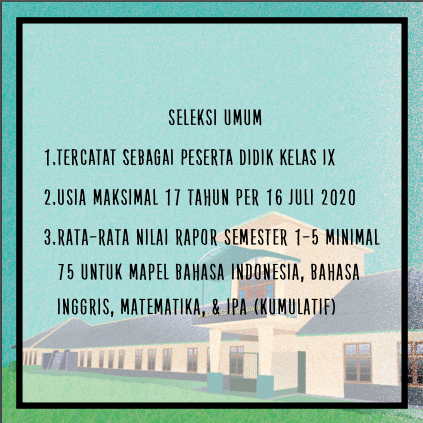 SELEKSI UMUM
1.TERCATAT SEBAGAI PESERTA DIDIK KELAS IX
2.USIA MAKSIMAL 17 TAHUN PER 16 JULI 2020
3.RATA-RATA NILAI RAPOR SEMESTER 1-5 MINIMAL
75 UNTUK MAPEL BAHASA INDONESIA, BAHASA
INGGRIS, MATEMATIKA, & IPA (KUMULATIF)